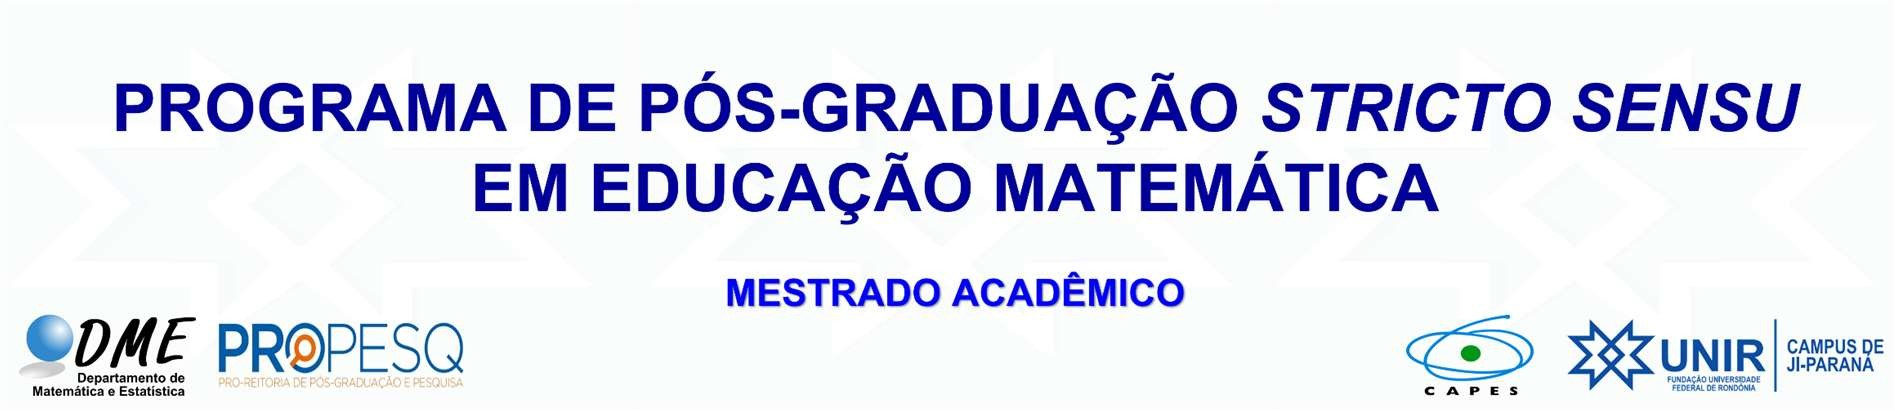 PROGRAMA DE PÓS-GRADUAÇÃO STRICTO SENSU
EM EDUCAÇÃO MATEMÁTICA
MESTRADO ACADÊMICO
DME
Departamento de
Matemática e Estatística
PROPESQ
PRO-REITORIA DE PÓS-GRADUAÇÃO E PESQUISA
CAPES
UNIR
FUNDAÇÃO UNIVERSIDADE
FEDERAL DE RONDÔNIA
CAMPUS DE
JI-PARANÁ